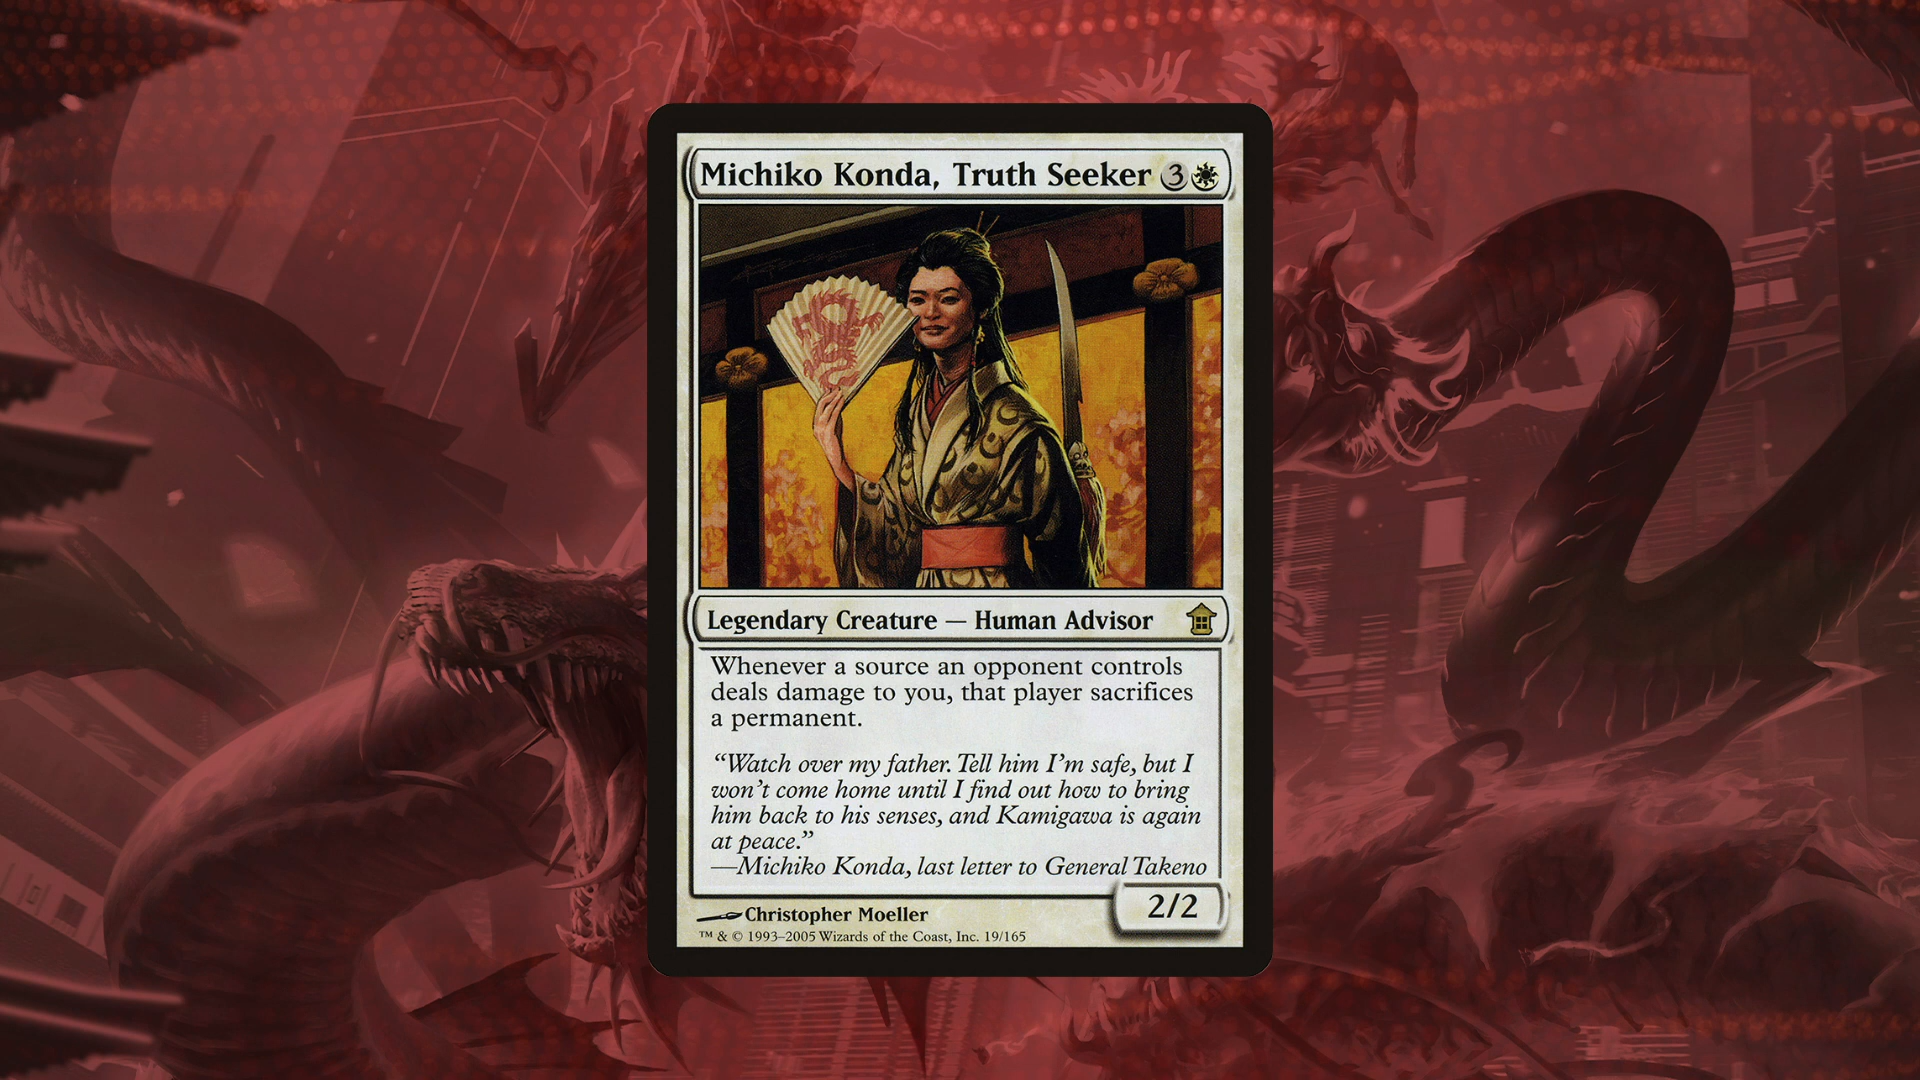 Michiko Konda, Truth Seeker 3
Legendary Creature — Human Advisor
Whenever a source an opponent controls
deals damage to you, that player sacrifices
a permanent.
“Watch over my father. Tell him I’m safe, but I
won’t come home until I find out how to bring
him back to his senses, and Kamigawa is again
at peace.”
—Michiko Konda, last letter to General Takeno
2/2
Christopher Moeller
™ & © 1993–2005 Wizards of the Coast, Inc. 19/165